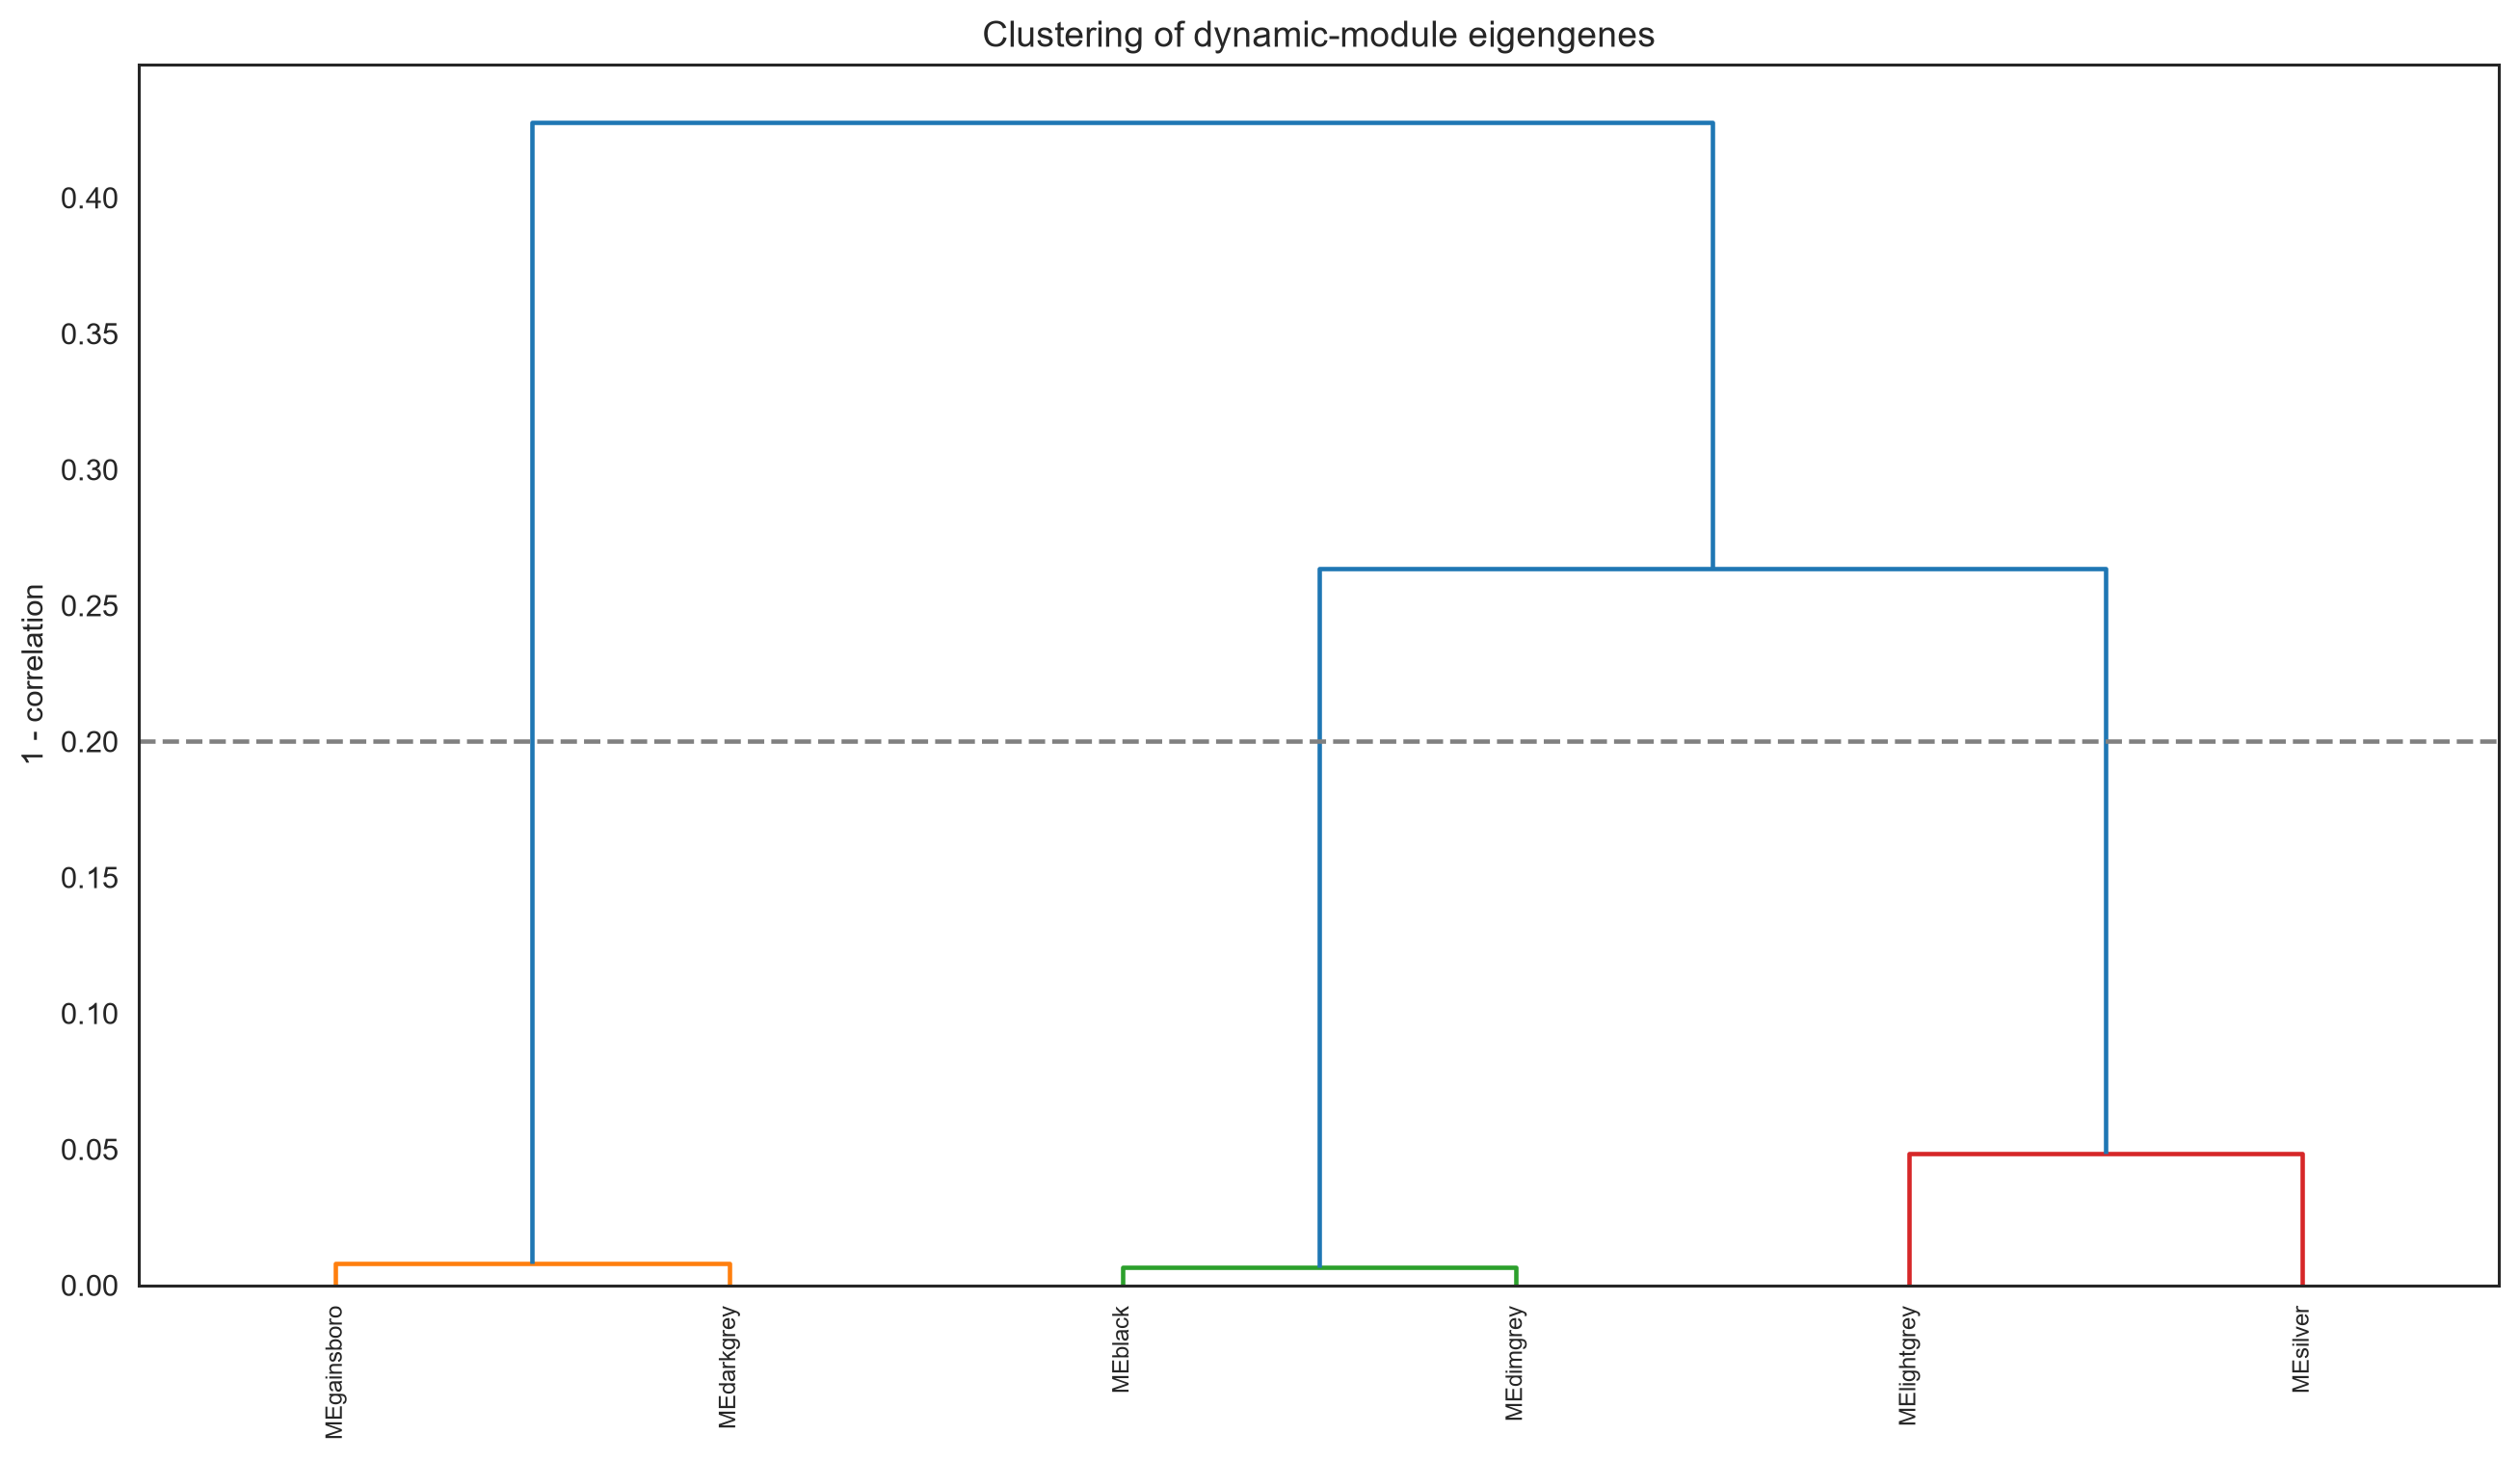 Clustering of dynamic-module eigengenes
1 - correlation
0.40
0.35
0.30
0.25
0.20
0.15
0.10
0.05
0.00
MEgainsboro
MEdarkgrey
MEblack
MEdimgrey
MElightgrey
MEsilver